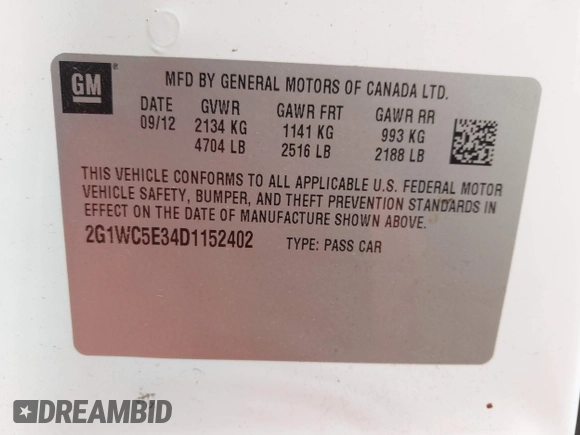 GM ®
MFD BY GENERAL MOTORS OF CANADA LTD.
DATE GVWR GAWR FRT GAWR RR
09/12 2134 KG 1141 KG 993 KG
4704 LB 2516 LB 2188 LB
THIS VEHICLE CONFORMS TO ALL APPLICABLE U.S. FEDERAL MOTOR
VEHICLE SAFETY, BUMPER, AND THEFT PREVENTION STANDARDS IN
EFFECT ON THE DATE OF MANUFACTURE SHOWN ABOVE.
2G1WC5E34D1152402 TYPE: PASS CAR
DREAMBID